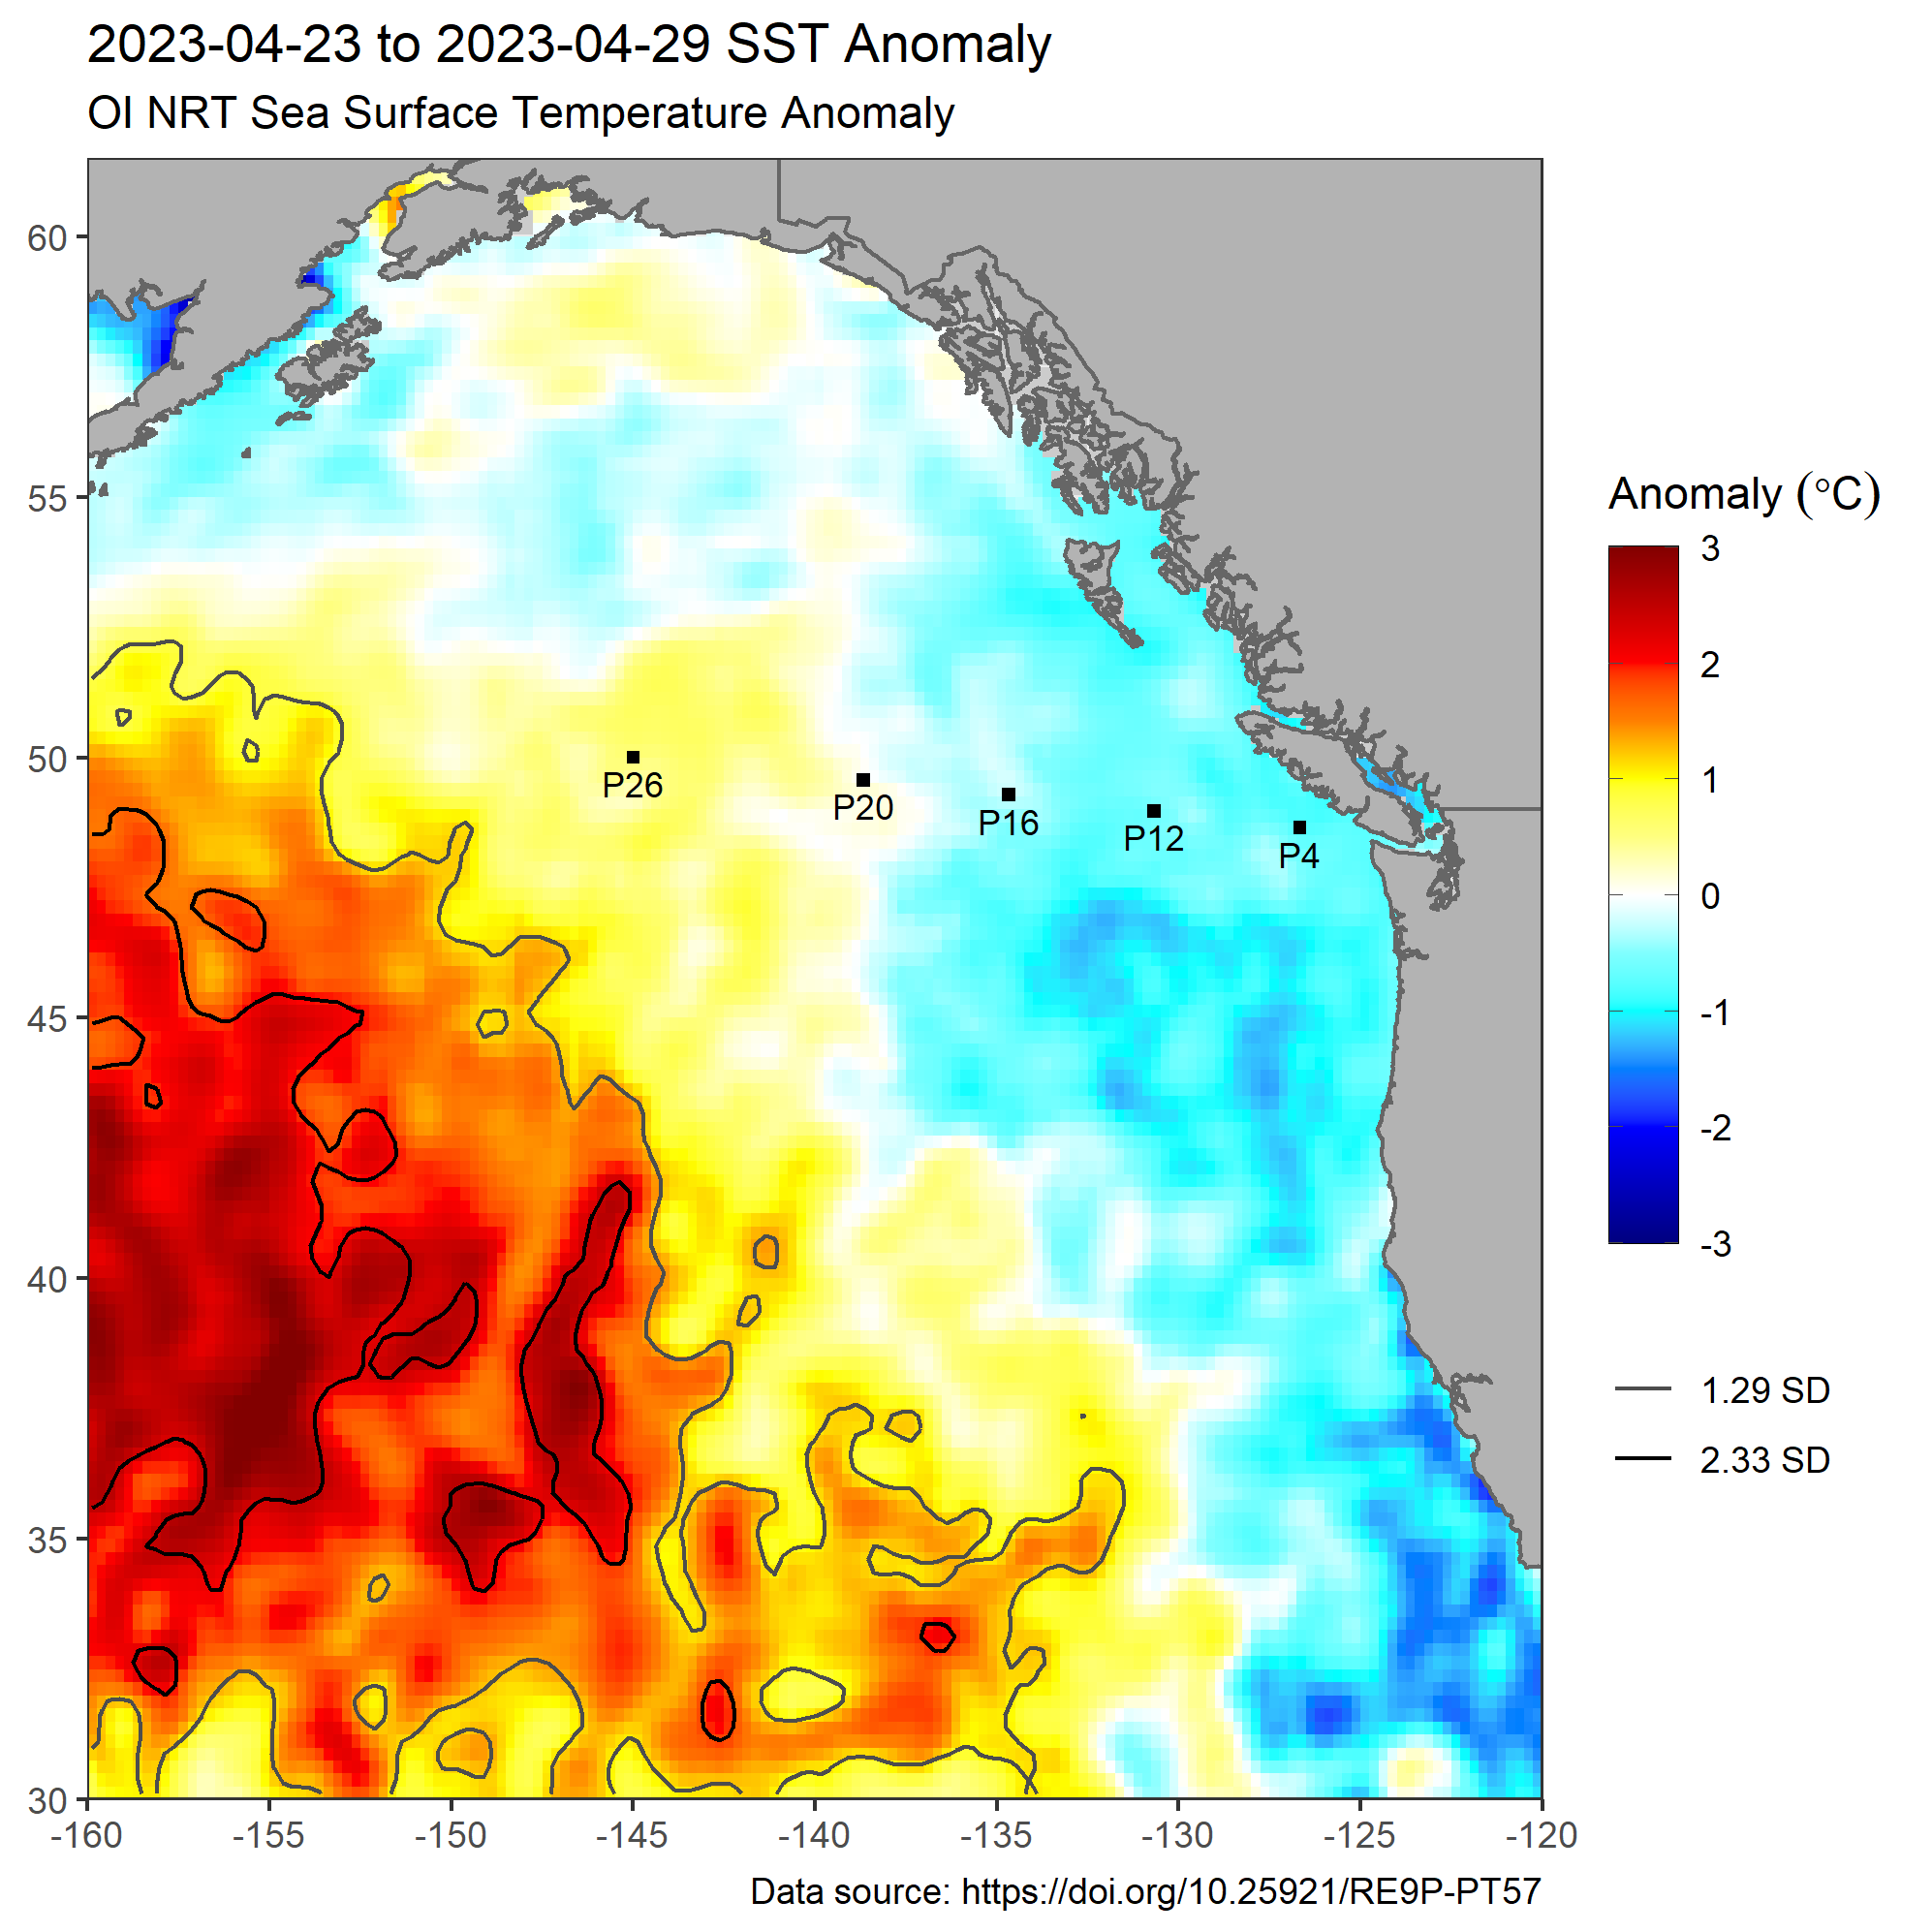 2023-04-23 to 2023-04-29 SST Anomaly
OI NRT Sea Surface Temperature Anomaly
60
55
50
45
40
35
30
-160
-155
-150
-145
-140
-135
-130
-125
-120
P26
P20
P16
P12
P4
Anomaly (°C)
3
2
1
0
-1
-2
-3
1.29 SD
2.33 SD
Data source: https://doi.org/10.25921/RE9P-PT57